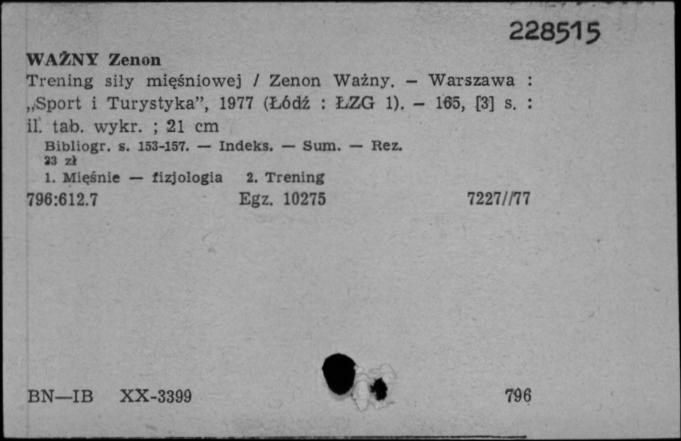 228515
WAŻNY Zenon
Trening siły mięśniowej / Zenon Ważny. — Warszawa :
„Sport i Turystyka”, 1977 (Łódź : ŁZG 1). — 165, [3] s. :
il. tab. wykr. ; 21 cm
Bibliogr. s. 153-157. — Indeks. — Sum. — Rez.
23 zł
1. Mięśnie — fizjologia 2. Trening
796:612.7 Egz. 10275 7227//77
BN—IB XX-3399 796